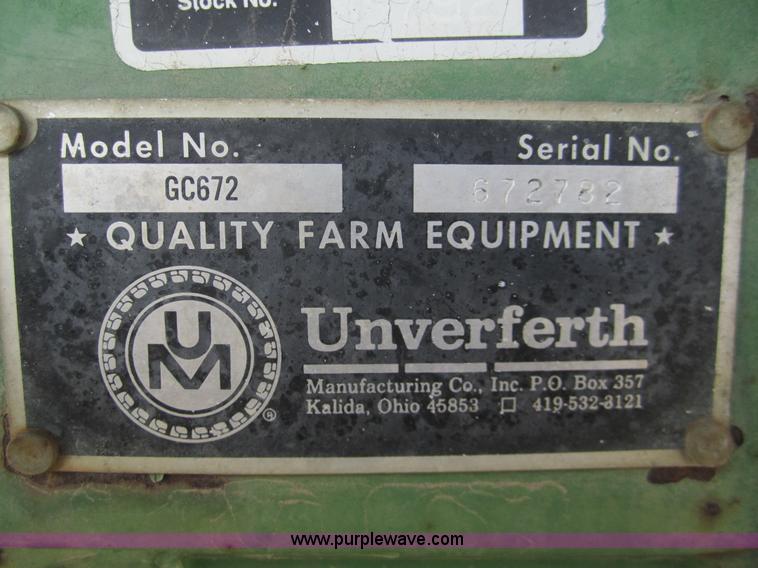 Stock No.
Model No. Serial No.
GC672 672782
★ QUALITY FARM EQUIPMENT ★
UM ®
Unverferth
Manufacturing Co., Inc. P.O. Box 357
Kalida, Ohio 45853 □ 419-532-3121
www.purplewave.com